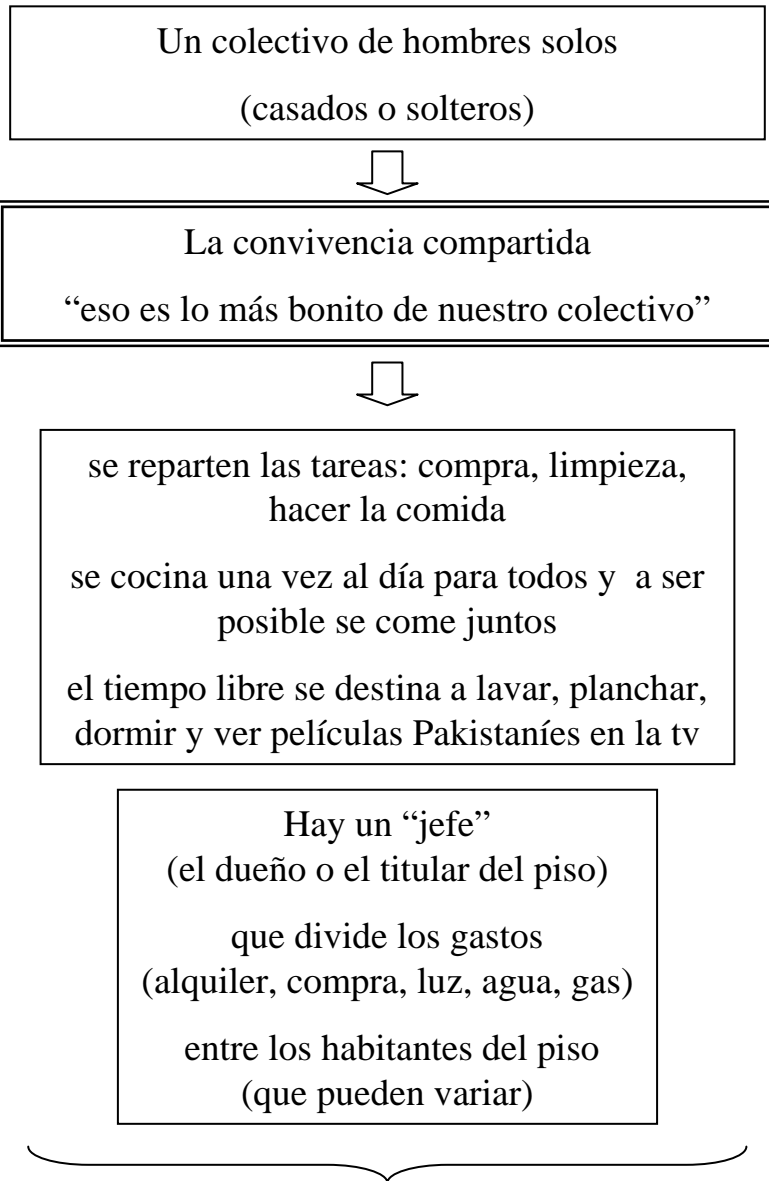 Un colectivo de hombres solos
(casados o solteros)
La convivencia compartida
“eso es lo más bonito de nuestro colectivo”
se reparten las tareas: compra, limpieza,
hacer la comida
se cocina una vez al día para todos y  a ser
posible se come juntos
el tiempo libre se destina a lavar, planchar,
dormir y ver películas Pakistaníes en la tv
Hay un “jefe”
(el dueño o el titular del piso)
que divide los gastos
(alquiler, compra, luz, agua, gas)
entre los habitantes del piso
(que pueden variar)